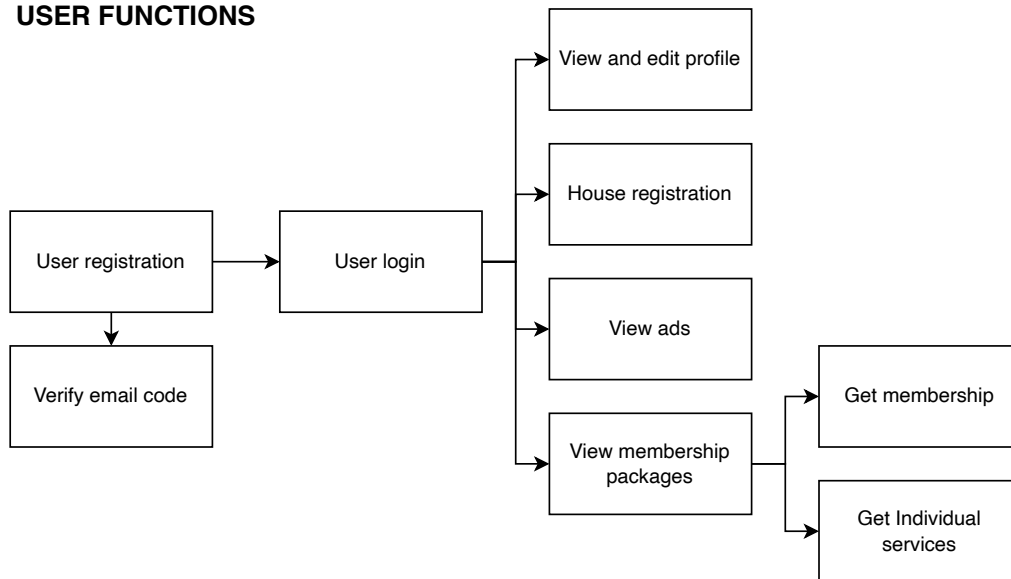 USER FUNCTIONS
View and edit profile
House registration
User registration
User login
View ads
Verify email code
Get membership
View membership
packages
Get Individual
services